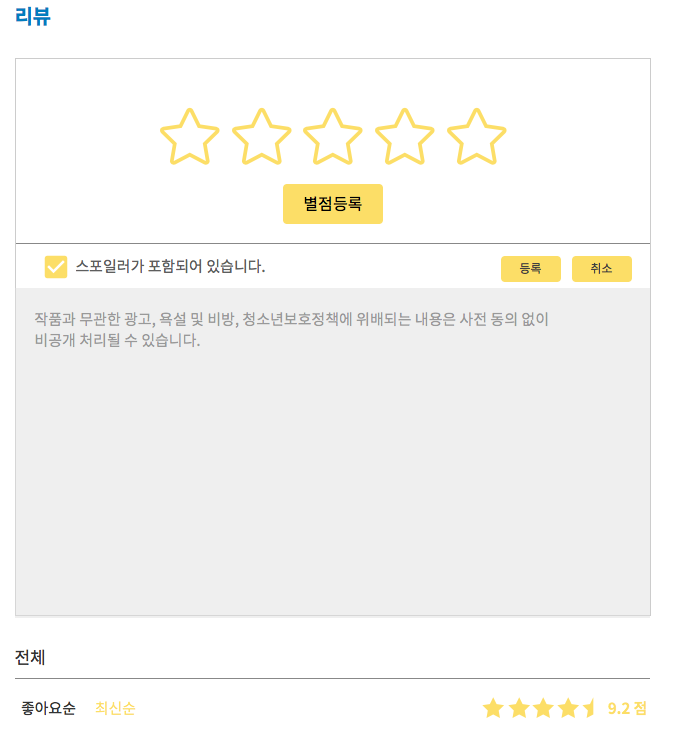 리뷰
별점등록
스포일러가 포함되어 있습니다.
등록 취소
작품과 무관한 광고, 욕설 및 비방, 청소년보호정책에 위배되는 내용은 사전 동의 없이
비공개 처리될 수 있습니다.
전체
좋아요순 최신순 9.2 점